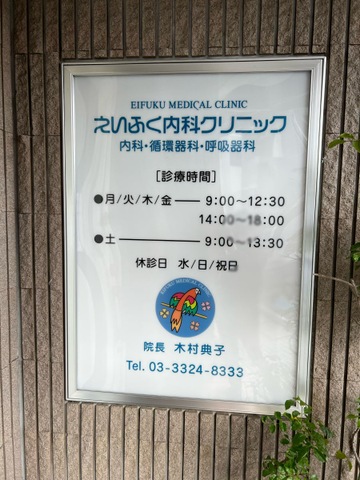 EIFUKU MEDICAL CLINIC
えいふく内科クリニック
内科・循環器科・呼吸器科
［診療時間］
●月/火/木/金 — 9:00〜12:30
14:00〜18:00
●土 — 9:00〜13:30
休診日 水/日/祝日
EIFUKU MEDICAL
院長 木村典子
Tel. 03-3324-8333